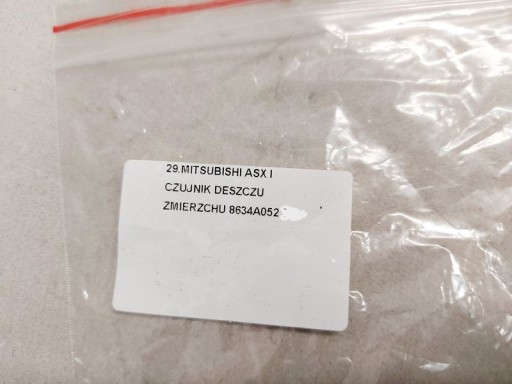 29.MITSUBISHI ASX I
CZUJNIK DESZCZU
ZMIERZCHU 8634A052